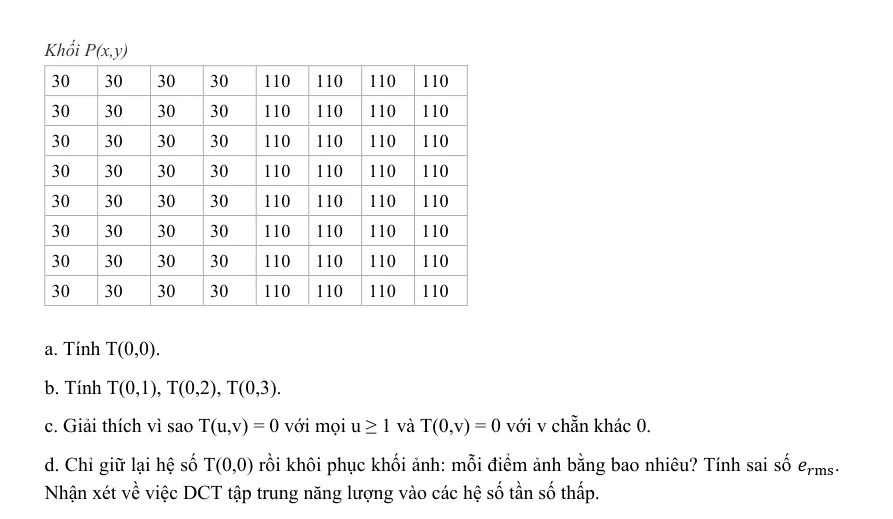 Khối P(x,y)
30 30 30 30 110 110 110 110
30 30 30 30 110 110 110 110
30 30 30 30 110 110 110 110
30 30 30 30 110 110 110 110
30 30 30 30 110 110 110 110
30 30 30 30 110 110 110 110
30 30 30 30 110 110 110 110
30 30 30 30 110 110 110 110
a. Tính T(0,0).
b. Tính T(0,1), T(0,2), T(0,3).
c. Giải thích vì sao T(u,v) = 0 với mọi u ≥ 1 và T(0,v) = 0 với v chẵn khác 0.
d. Chỉ giữ lại hệ số T(0,0) rồi khôi phục khối ảnh: mỗi điểm ảnh bằng bao nhiêu? Tính sai số e_rms.
Nhận xét về việc DCT tập trung năng lượng vào các hệ số tần số thấp.